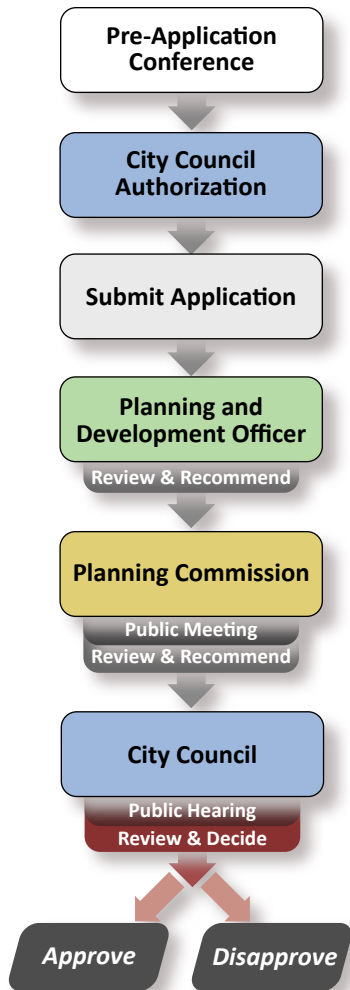 Pre-Application
Conference
City Council
Authorization
Submit Application
Planning and
Development Officer
Review & Recommend
Planning Commission
Public Meeting
Review & Recommend
City Council
Public Hearing
Review & Decide
Approve
Disapprove